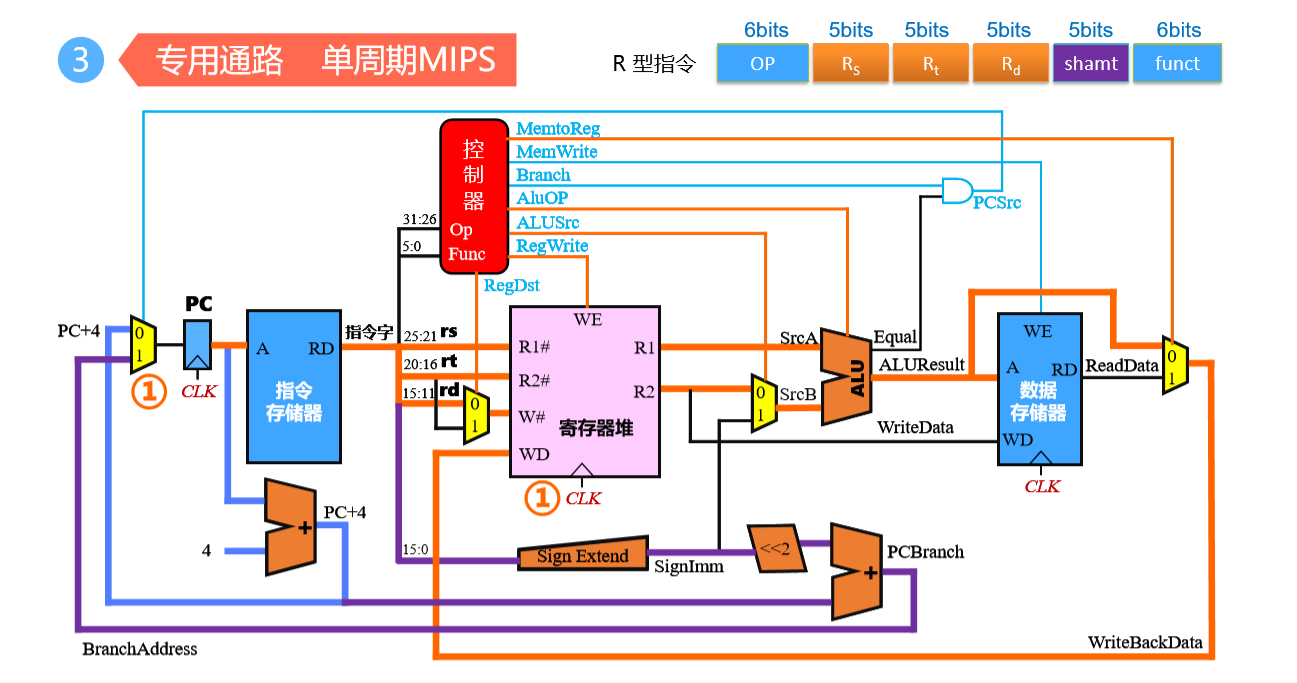 3
专用通路 单周期MIPS
R 型指令
6bits 5bits 5bits 5bits 5bits 6bits
OP Rs Rt Rd shamt funct
控制器
MemtoReg
MemWrite
Branch
AluOP
ALUSrc
RegWrite
RegDst
PCSrc
31:26
Op
5:0
Func
PC+4
0
1
①
PC
CLK
A
RD
指令
存储器
指令字
25:21 rs
20:16 rt
15:11 rd
0
1
WE
R1#
R2#
W#
WD
R1
R2
寄存器堆
①
CLK
SrcA
0
1
SrcB
ALU
Equal
ALUResult
WriteData
WE
A
RD
数据
存储器
WD
CLK
ReadData
0
1
4
+
PC+4
15:0
Sign Extend
SignImm
<<2
+
PCBranch
BranchAddress
WriteBackData